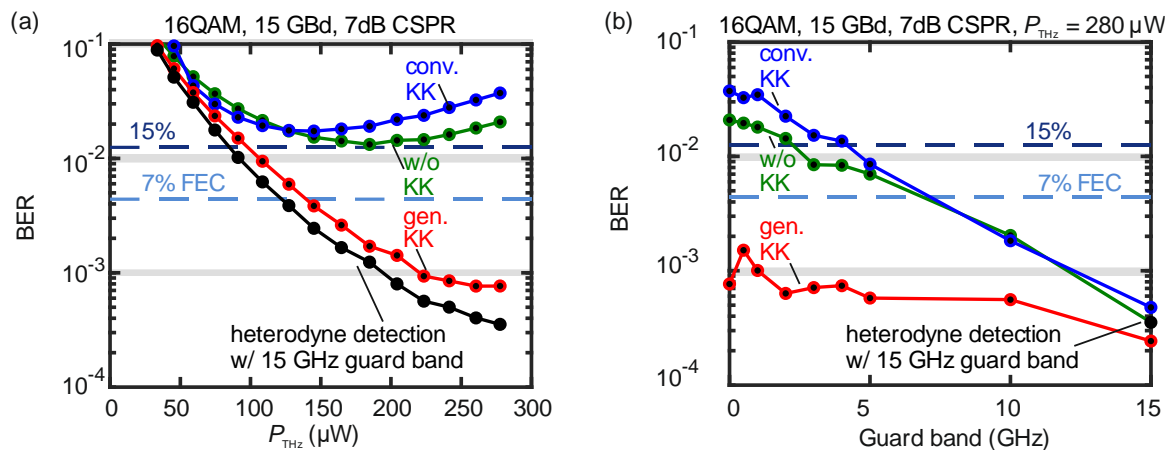 (a)
16QAM, 15 GBd, 7dB CSPR
10⁻¹
10⁻²
10⁻³
10⁻⁴
BER
conv.
KK
15%
w/o
KK
7% FEC
gen.
KK
heterodyne detection
w/ 15 GHz guard band
0 50 100 150 200 250 300
P_THz (µW)
(b)
16QAM, 15 GBd, 7dB CSPR, P_THz = 280 µW
10⁻¹
10⁻²
10⁻³
10⁻⁴
BER
conv.
KK
15%
w/o
KK
7% FEC
gen.
KK
heterodyne detection
w/ 15 GHz guard band
0 5 10 15
Guard band (GHz)